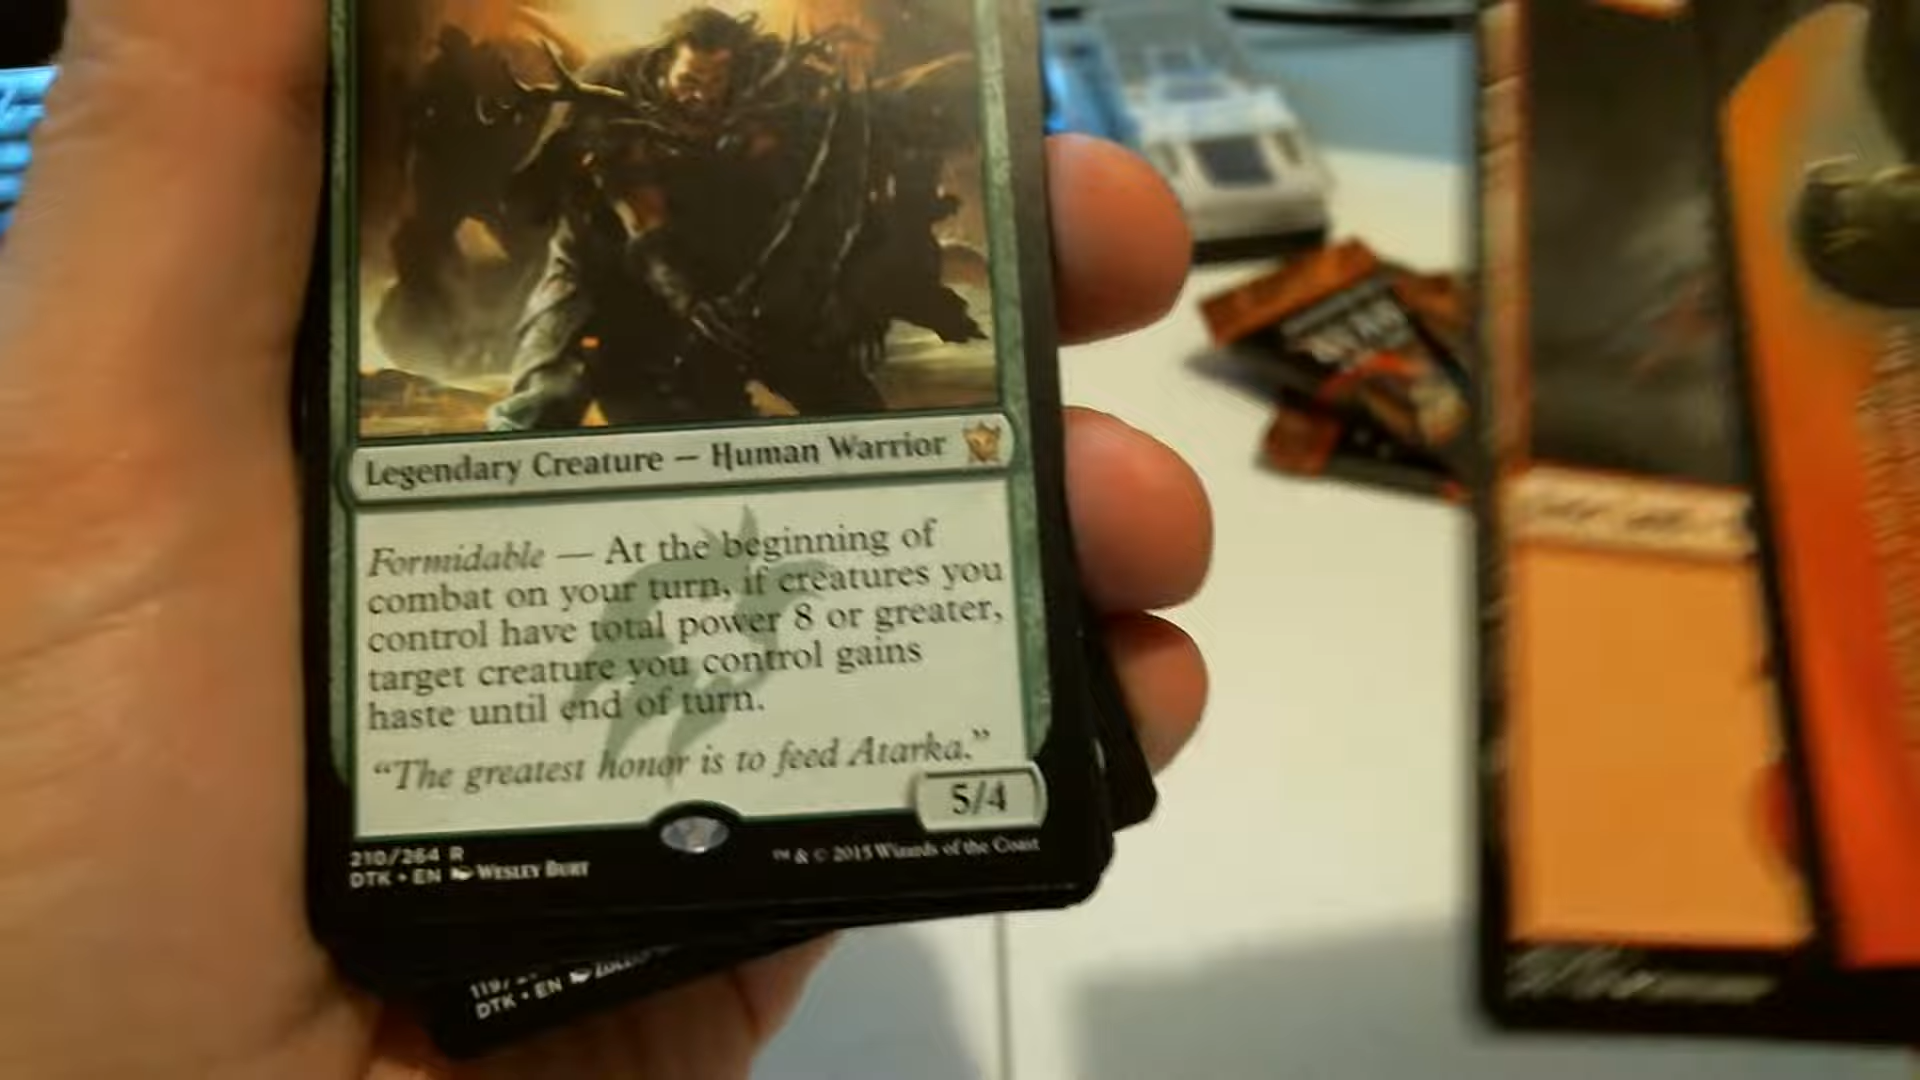 Legendary Creature — Human Warrior
Formidable — At the beginning of
combat on your turn, if creatures you
control have total power 8 or greater,
target creature you control gains
haste until end of turn.
“The greatest honor is to feed Atarka.”
5/4
210/264 R
DTK • EN WESLEY BURT
™ & © 2015 Wizards of the Coast
119/
DTK • EN